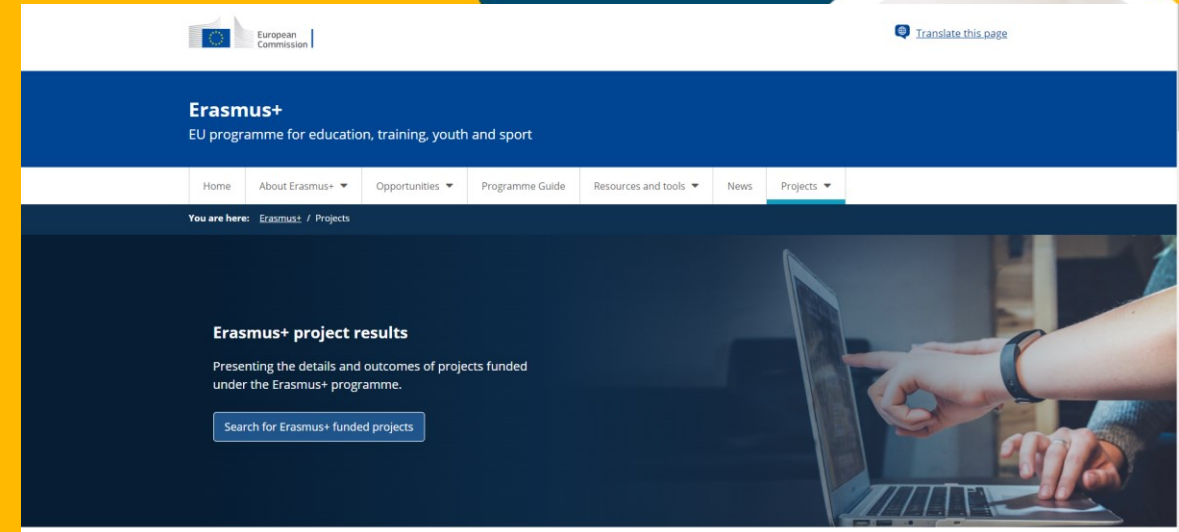 European
Commission
Translate this page
Erasmus+
EU programme for education, training, youth and sport
Home About Erasmus+ Opportunities Programme Guide Resources and tools News Projects
You are here: Erasmus+ / Projects
Erasmus+ project results
Presenting the details and outcomes of projects funded
under the Erasmus+ programme.
Search for Erasmus+ funded projects